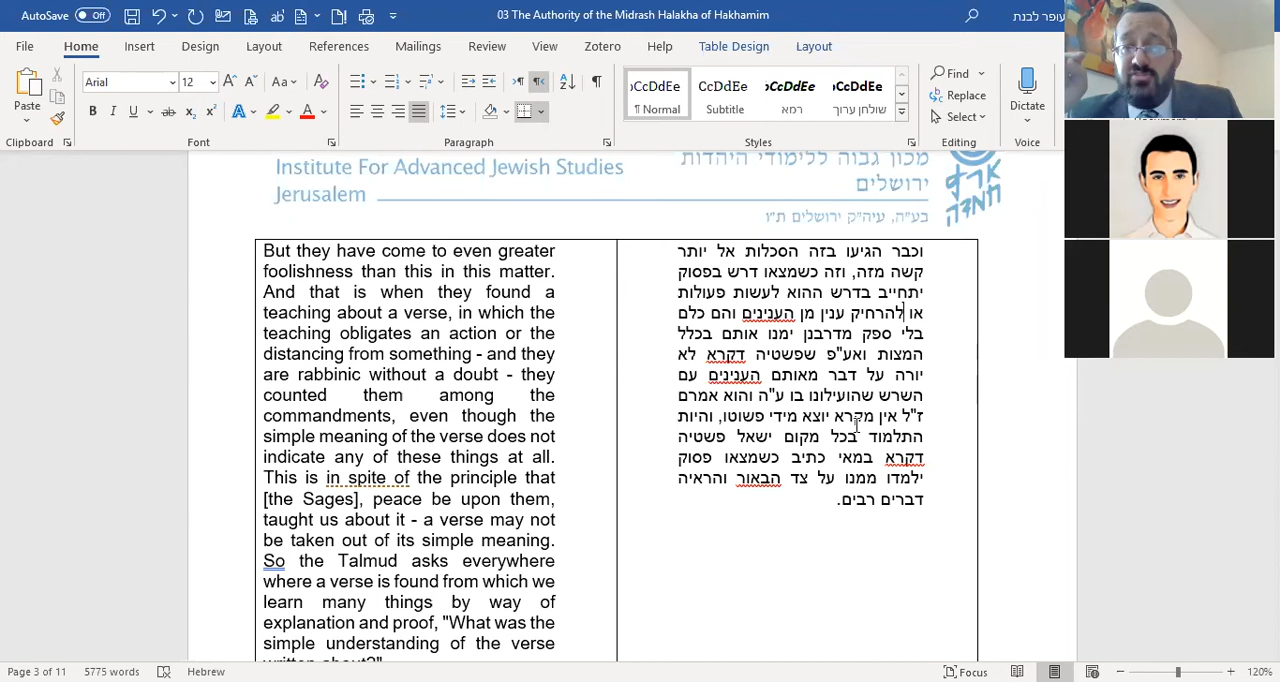 AutoSave Off
03 The Authority of the Midrash Halakha of Hakhamim
עופר לבנת
File Home Insert Design Layout References Mailings Review View Zotero Help Table Design Layout
Paste
Arial 12
Aa
Normal
Subtitle
רמא
שולחן ערוך
Find
Replace
Select
Dictate
Clipboard Font Paragraph Styles Voice
Institute For Advanced Jewish Studies
Jerusalem
מכון גבוה ללימודי היהדות
ירושלים
בע"ה, עיה"ק ירושלים ת"ו
ארץ
חמדה
But they have come to even greater
foolishness than this in this matter.
And that is when they found a
teaching about a verse, in which the
teaching obligates an action or the
distancing from something - and they
are rabbinic without a doubt - they
counted them among the
commandments, even though the
simple meaning of the verse does not
indicate any of these things at all.
This is in spite of the principle that
[the Sages], peace be upon them,
taught us about it - a verse may not
be taken out of its simple meaning.
So the Talmud asks everywhere
where a verse is found from which we
learn many things by way of
explanation and proof, "What was the
simple understanding of the verse
written about?"
וכבר הגיעו בזה הסכלות אל יותר
קשה מזה, וזה כשמצאו דרש בפסוק
יתחייב בדרש ההוא לעשות פעולות
או להרחיק ענין מן הענינים והם כלם
בלי ספק מדרבנן ימנו אותם בכלל
המצות ואע"פ שפשטיה דקרא לא
יורה על דבר מאותם הענינים עם
השרש שהועילונו בו ע"ה והוא אמרם
ז"ל אין מקרא יוצא מידי פשוטו, והיות
התלמוד בכל מקום ישאל פשטיה
דקרא במאי כתיב כשמצאו פסוק
ילמדו ממנו על צד הבאור והראיה
דברים רבים.
Page 3 of 11 5775 words Hebrew
Focus
120%